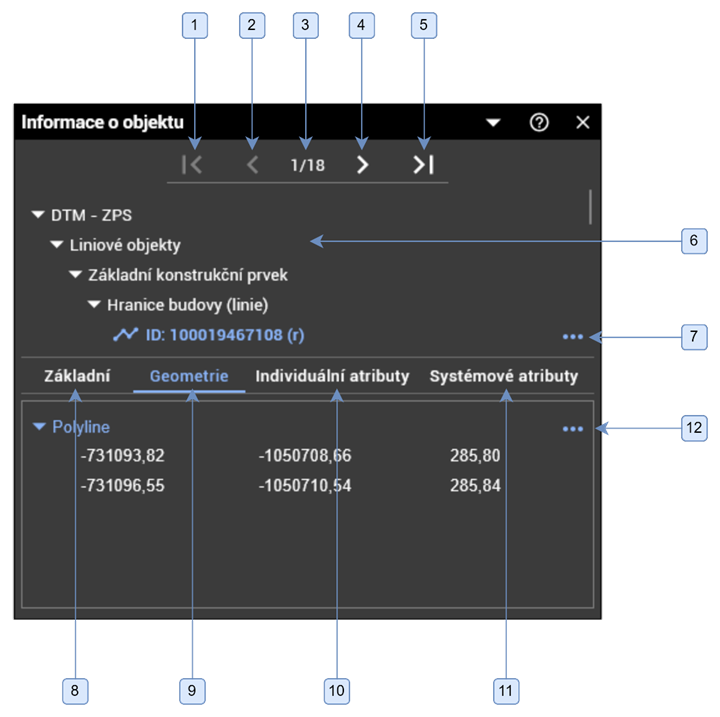 1 2 3 4 5
Informace o objektu
1/18
DTM - ZPS
Liniové objekty
6
Základní konstrukční prvek
Hranice budovy (linie)
ID: 100019467108 (r)
7
Základní Geometrie Individuální atributy Systémové atributy
Polyline
12
-731093,82 -1050708,66 285,80
-731096,55 -1050710,54 285,84
8 9 10 11